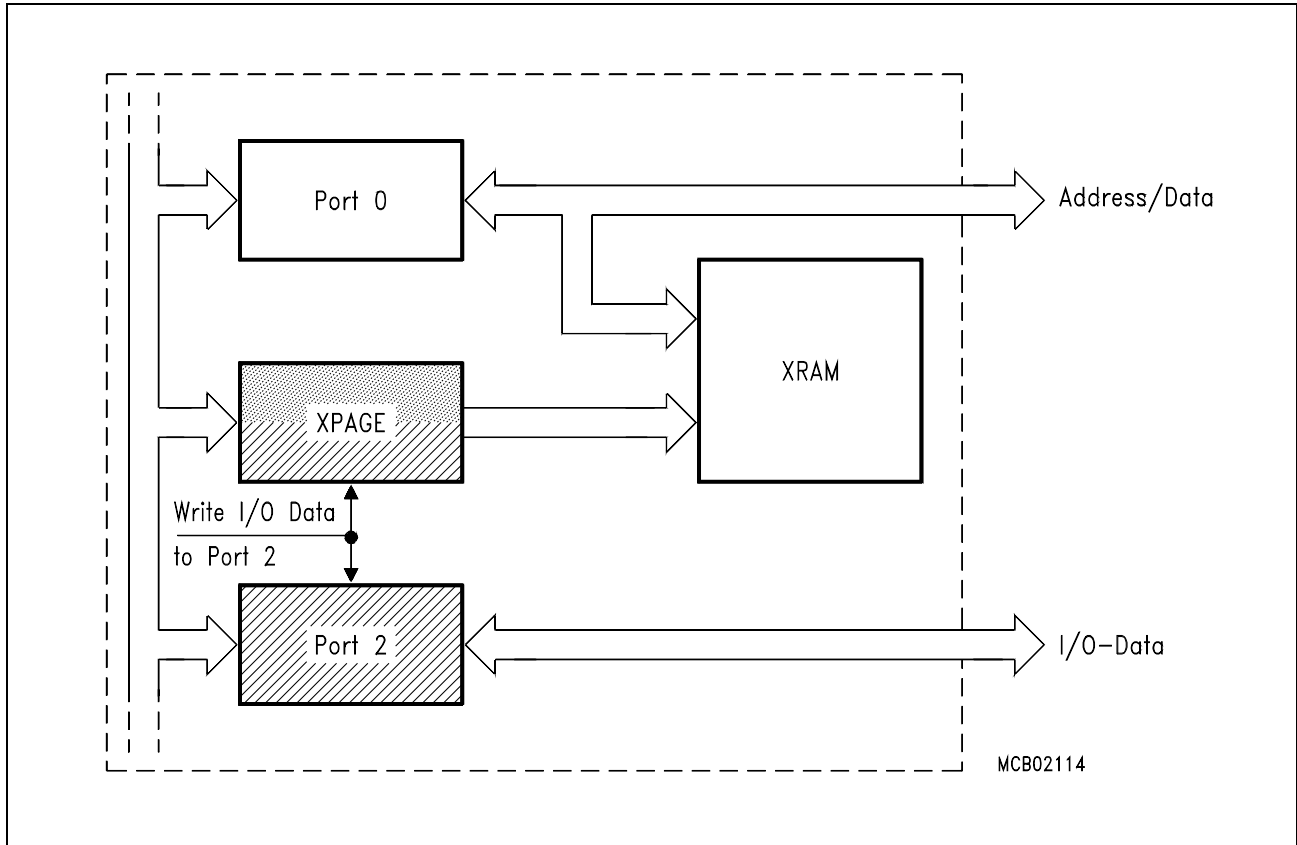 Port 0
Address/Data
XRAM
XPAGE
Write I/O Data
to Port 2
Port 2
I/O-Data
MCB02114